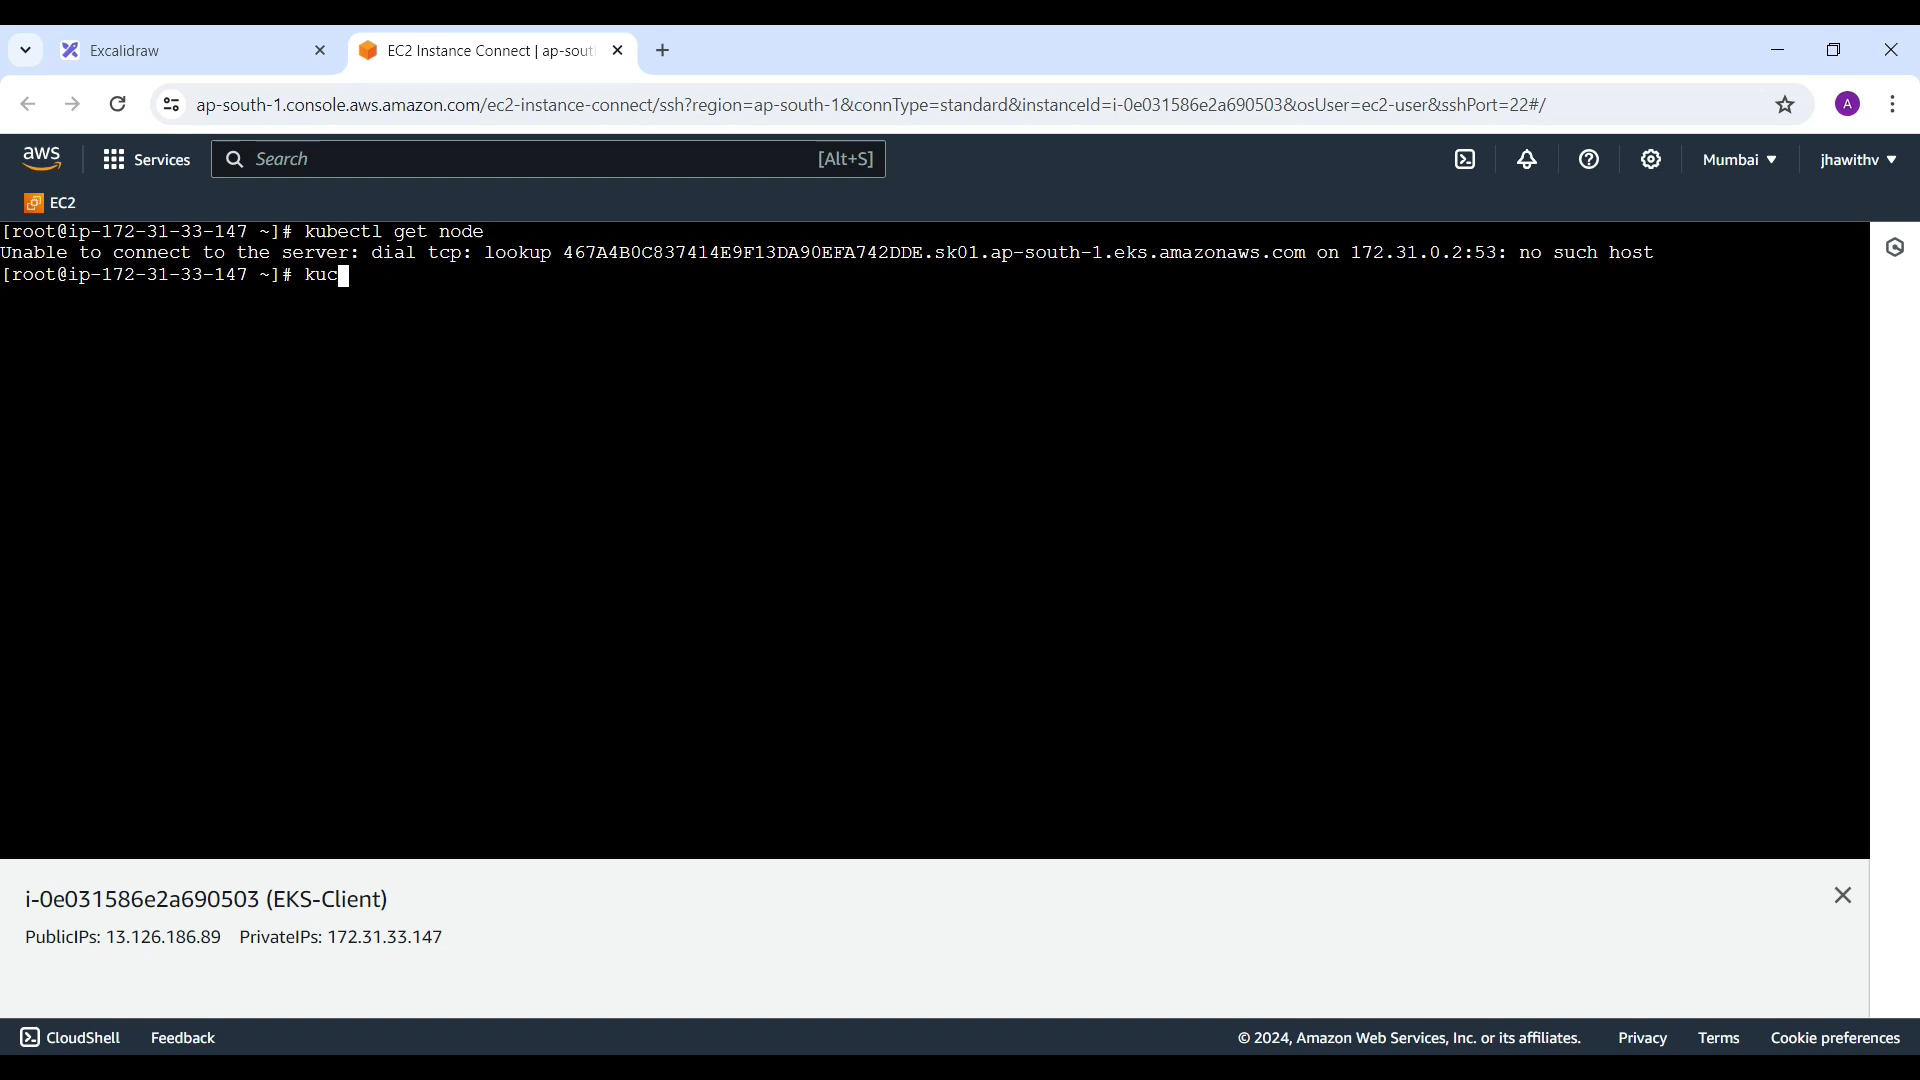 Excalidraw
EC2 Instance Connect | ap-sout
ap-south-1.console.aws.amazon.com/ec2-instance-connect/ssh?region=ap-south-1&connType=standard&instanceId=i-0e031586e2a690503&osUser=ec2-user&sshPort=22#/
A
aws
Services
Search
[Alt+S]
Mumbai
jhawithv
EC2
[root@ip-172-31-33-147 ~]# kubectl get node
Unable to connect to the server: dial tcp: lookup 467A4B0C837414E9F13DA90EFA742DDE.sk01.ap-south-1.eks.amazonaws.com on 172.31.0.2:53: no such host
[root@ip-172-31-33-147 ~]# kuc
i-0e031586e2a690503 (EKS-Client)
PublicIPs: 13.126.186.89 PrivateIPs: 172.31.33.147
CloudShell
Feedback
© 2024, Amazon Web Services, Inc. or its affiliates.
Privacy
Terms
Cookie preferences